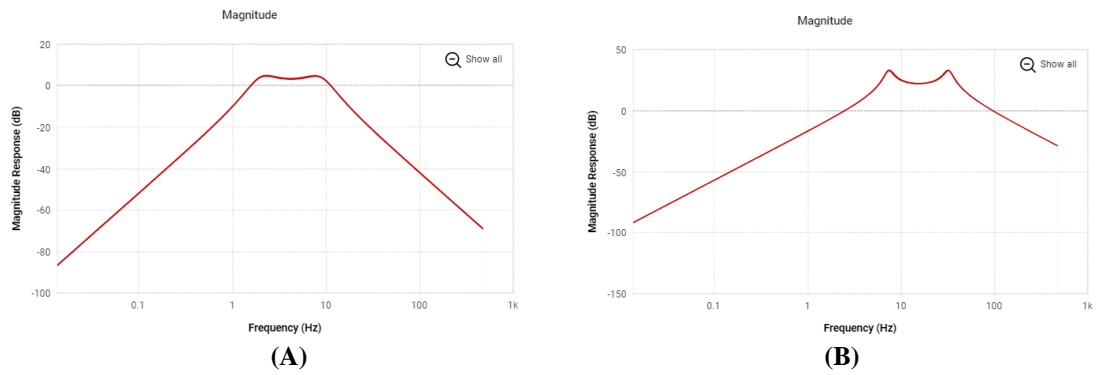 Magnitude
20
0
-20
-40
-60
-80
-100
Magnitude Response (dB)
Show all
0.1
1
10
100
1k
Frequency (Hz)
(A)
Magnitude
50
0
-50
-100
-150
Magnitude Response (dB)
Show all
0.1
1
10
100
1k
Frequency (Hz)
(B)